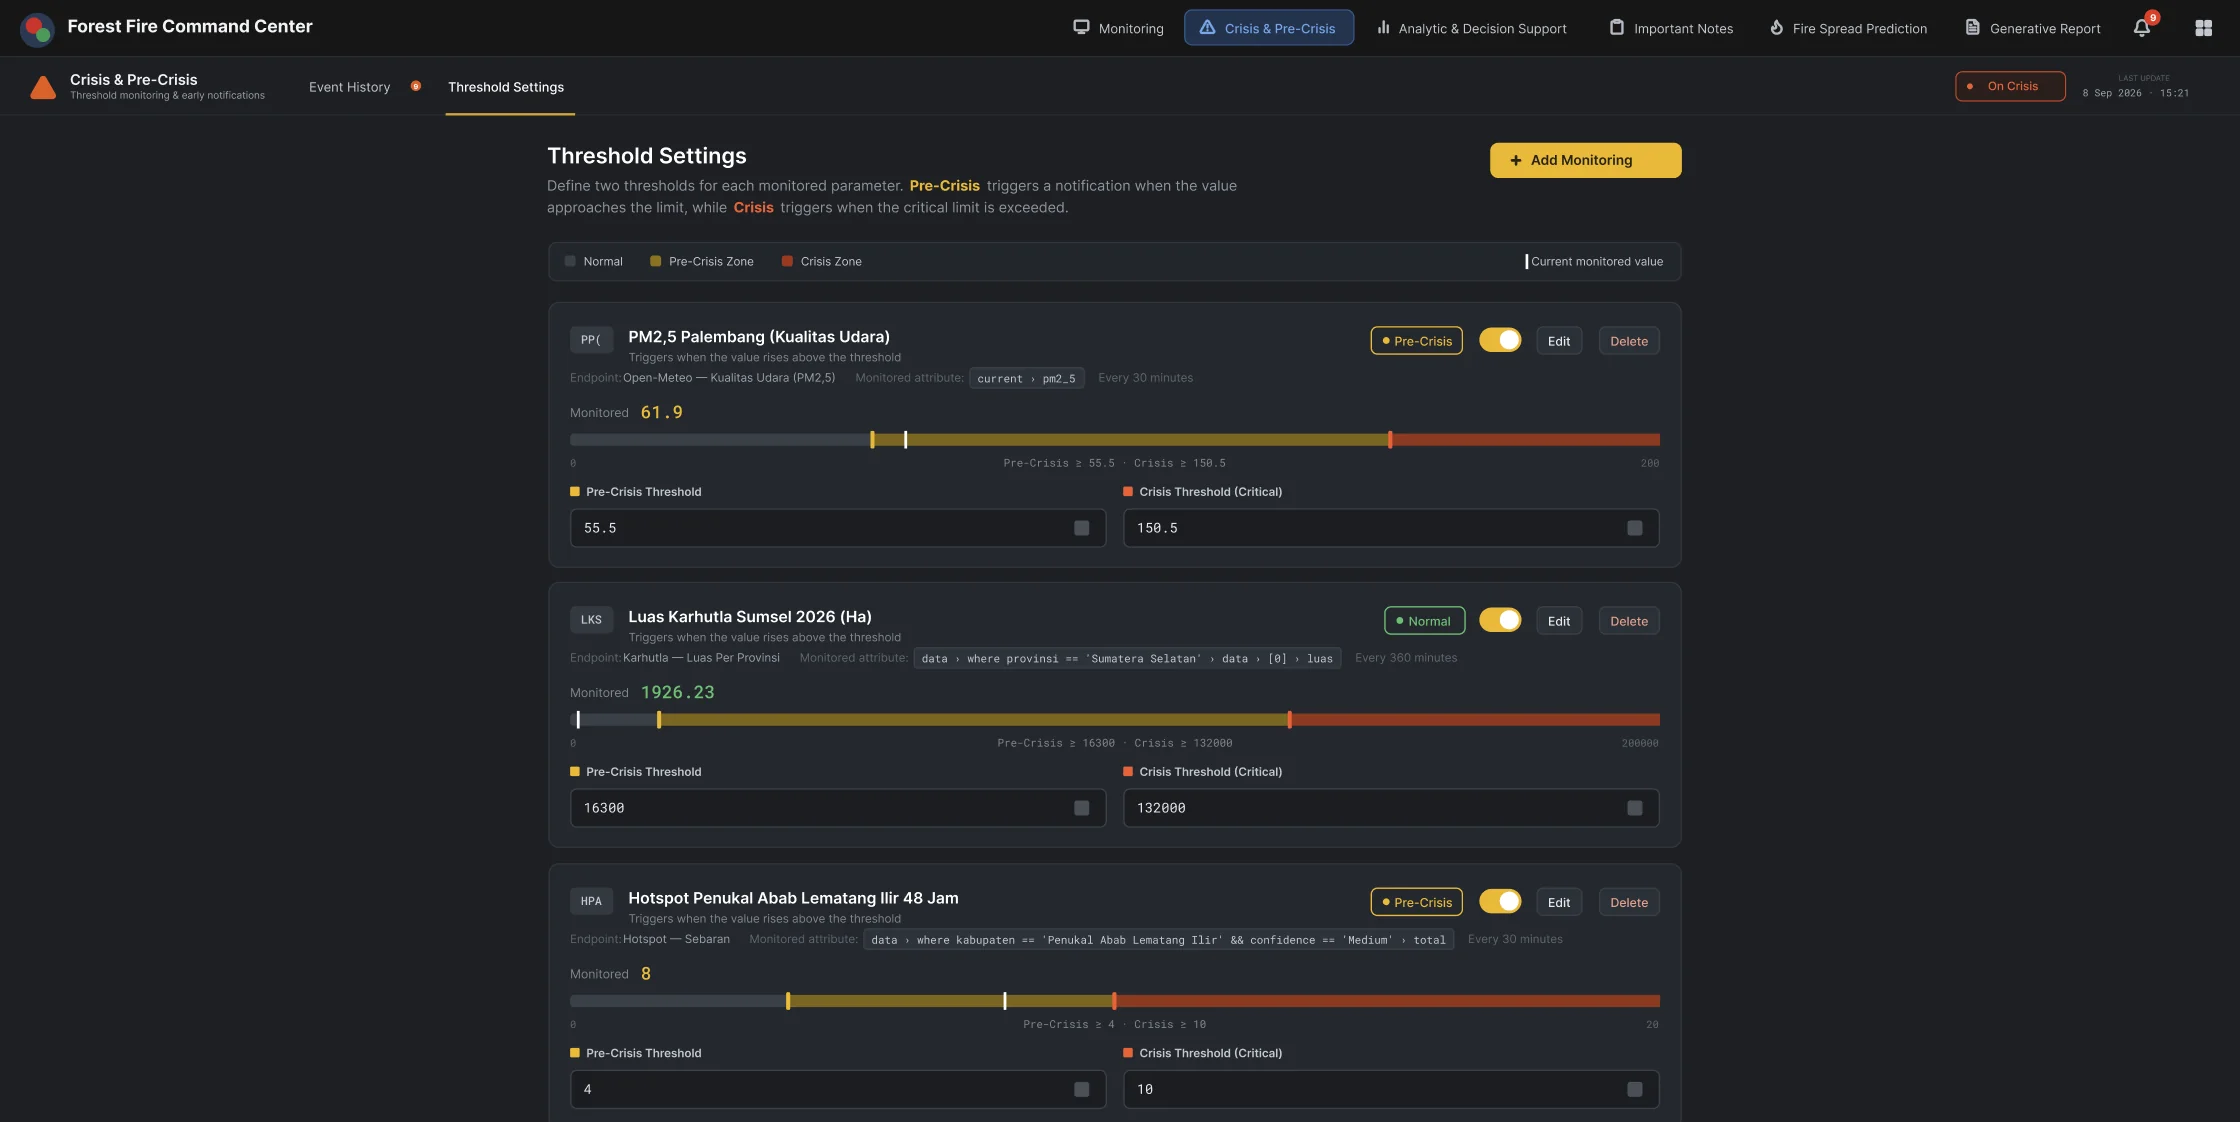 Forest Fire Command Center
Monitoring
Crisis & Pre-Crisis
Analytic & Decision Support
Important Notes
Fire Spread Prediction
Generative Report
9
Crisis & Pre-Crisis
Threshold monitoring & early notifications
Event History
9
Threshold Settings
On Crisis
LAST UPDATE
8 Sep 2026 · 15:21
Threshold Settings
Define two thresholds for each monitored parameter. Pre-Crisis triggers a notification when the value
approaches the limit, while Crisis triggers when the critical limit is exceeded.
+ Add Monitoring
Normal
Pre-Crisis Zone
Crisis Zone
Current monitored value
PP(
PM2,5 Palembang (Kualitas Udara)
Triggers when the value rises above the threshold
Pre-Crisis
Edit
Delete
Endpoint: Open-Meteo — Kualitas Udara (PM2,5)
Monitored attribute: current › pm2_5
Every 30 minutes
Monitored 61.9
0
Pre-Crisis ≥ 55.5 · Crisis ≥ 150.5
200
Pre-Crisis Threshold
Crisis Threshold (Critical)
55.5
150.5
LKS
Luas Karhutla Sumsel 2026 (Ha)
Triggers when the value rises above the threshold
Normal
Edit
Delete
Endpoint: Karhutla — Luas Per Provinsi
Monitored attribute: data › where provinsi == 'Sumatera Selatan' › data › [0] › luas
Every 360 minutes
Monitored 1926.23
0
Pre-Crisis ≥ 16300 · Crisis ≥ 132000
200000
Pre-Crisis Threshold
Crisis Threshold (Critical)
16300
132000
HPA
Hotspot Penukal Abab Lematang Ilir 48 Jam
Triggers when the value rises above the threshold
Pre-Crisis
Edit
Delete
Endpoint: Hotspot — Sebaran
Monitored attribute: data › where kabupaten == 'Penukal Abab Lematang Ilir' && confidence == 'Medium' › total
Every 30 minutes
Monitored 8
0
Pre-Crisis ≥ 4 · Crisis ≥ 10
20
Pre-Crisis Threshold
Crisis Threshold (Critical)
4
10